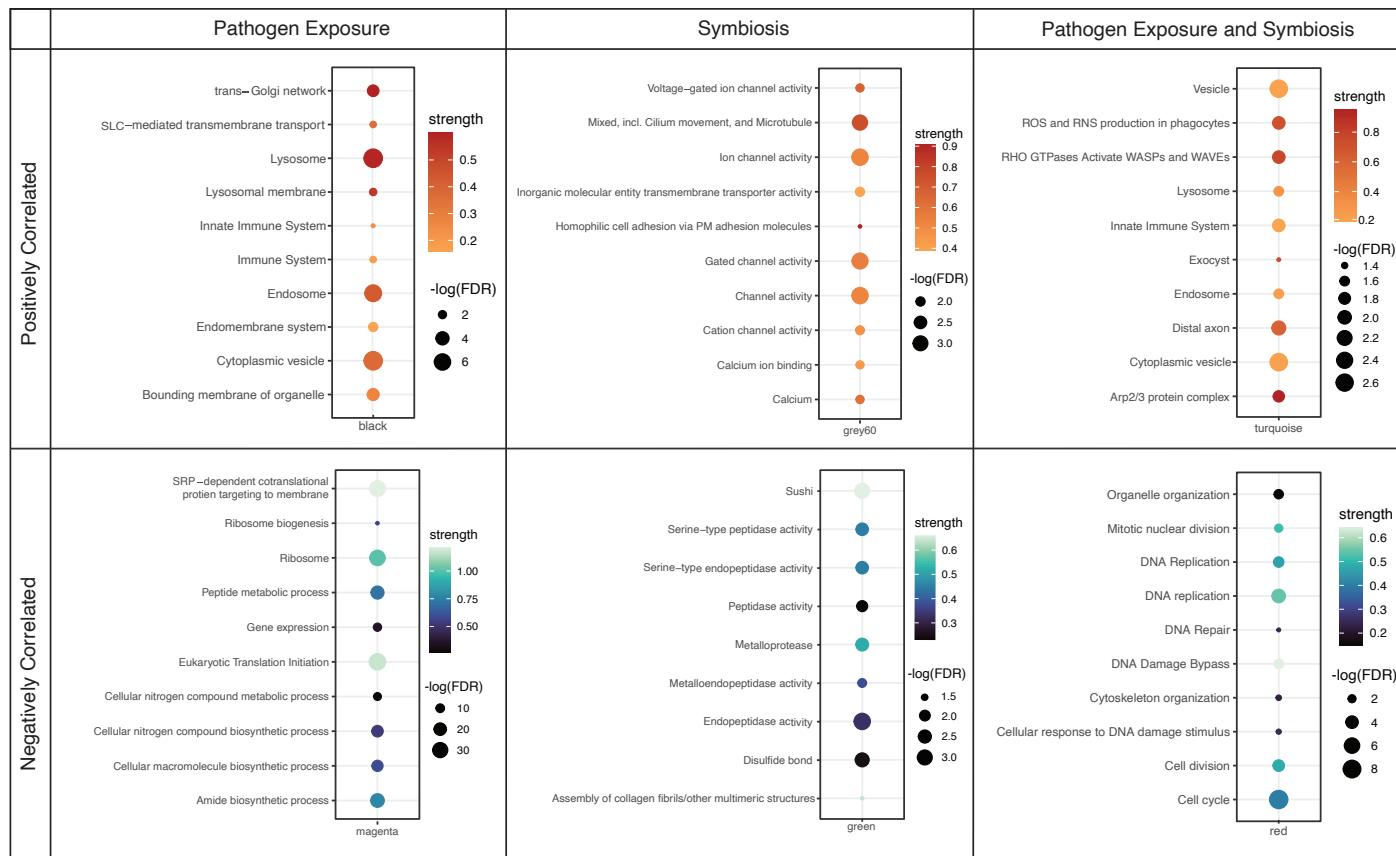 Pathogen Exposure
Symbiosis
Pathogen Exposure and Symbiosis
Positively Correlated
trans−Golgi network
SLC−mediated transmembrane transport
Lysosome
Lysosomal membrane
Innate Immune System
Immune System
Endosome
Endomembrane system
Cytoplasmic vesicle
Bounding membrane of organelle
black
strength
0.5
0.4
0.3
0.2
-log(FDR)
2
4
6
Voltage−gated ion channel activity
Mixed, incl. Cilium movement, and Microtubule
Ion channel activity
Inorganic molecular entity transmembrane transporter activity
Homophilic cell adhesion via PM adhesion molecules
Gated channel activity
Channel activity
Cation channel activity
Calcium ion binding
Calcium
grey60
strength
0.9
0.8
0.7
0.6
0.5
0.4
-log(FDR)
2.0
2.5
3.0
Vesicle
ROS and RNS production in phagocytes
RHO GTPases Activate WASPs and WAVEs
Lysosome
Innate Immune System
Exocyst
Endosome
Distal axon
Cytoplasmic vesicle
Arp2/3 protein complex
turquoise
strength
0.8
0.6
0.4
0.2
-log(FDR)
1.4
1.6
1.8
2.0
2.2
2.4
2.6
Negatively Correlated
SRP−dependent cotranslational
protien targeting to membrane
Ribosome biogenesis
Ribosome
Peptide metabolic process
Gene expression
Eukaryotic Translation Initiation
Cellular nitrogen compound metabolic process
Cellular nitrogen compound biosynthetic process
Cellular macromolecule biosynthetic process
Amide biosynthetic process
magenta
strength
1.00
0.75
0.50
-log(FDR)
10
20
30
Sushi
Serine-type peptidase activity
Serine-type endopeptidase activity
Peptidase activity
Metalloprotease
Metalloendopeptidase activity
Endopeptidase activity
Disulfide bond
Assembly of collagen fibrils/other multimeric structures
green
strength
0.6
0.5
0.4
0.3
-log(FDR)
1.5
2.0
2.5
3.0
Organelle organization
Mitotic nuclear division
DNA Replication
DNA replication
DNA Repair
DNA Damage Bypass
Cytoskeleton organization
Cellular response to DNA damage stimulus
Cell division
Cell cycle
red
strength
0.6
0.5
0.4
0.3
0.2
-log(FDR)
2
4
6
8